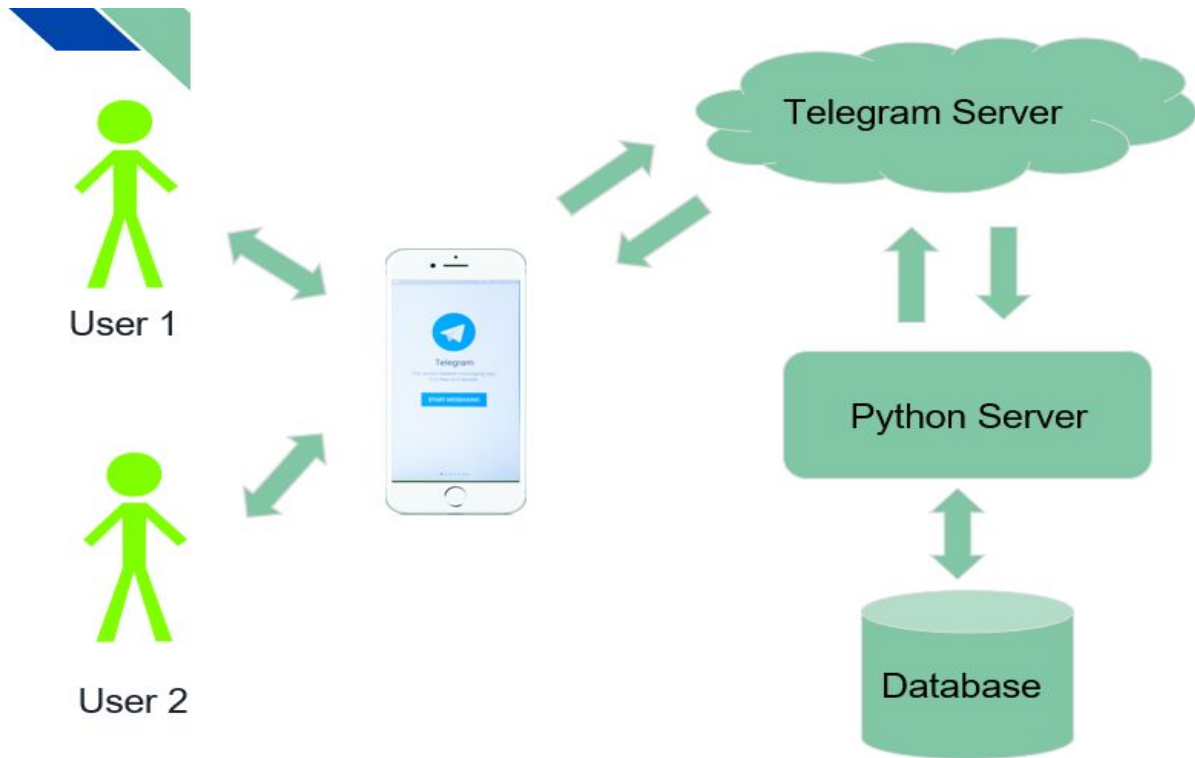 User 1
Telegram Server
Telegram
START MESSAGING
Python Server
User 2
Database